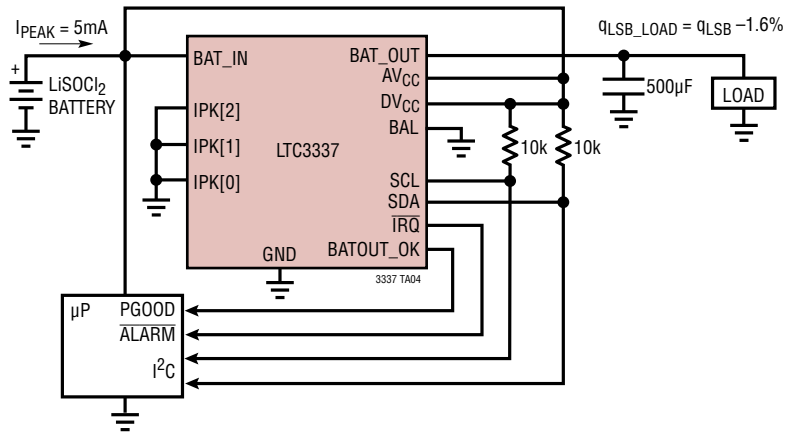 I_PEAK = 5mA
+
LiSOCl₂
BATTERY
BAT_IN
IPK[2]
IPK[1]
IPK[0]
LTC3337
GND
BAT_OUT
AV_CC
DV_CC
BAL
SCL
SDA
IRQ
BATOUT_OK
3337 TA04
10k
10k
q_LSB_LOAD = q_LSB –1.6%
500µF
LOAD
µP
PGOOD
ALARM
I²C